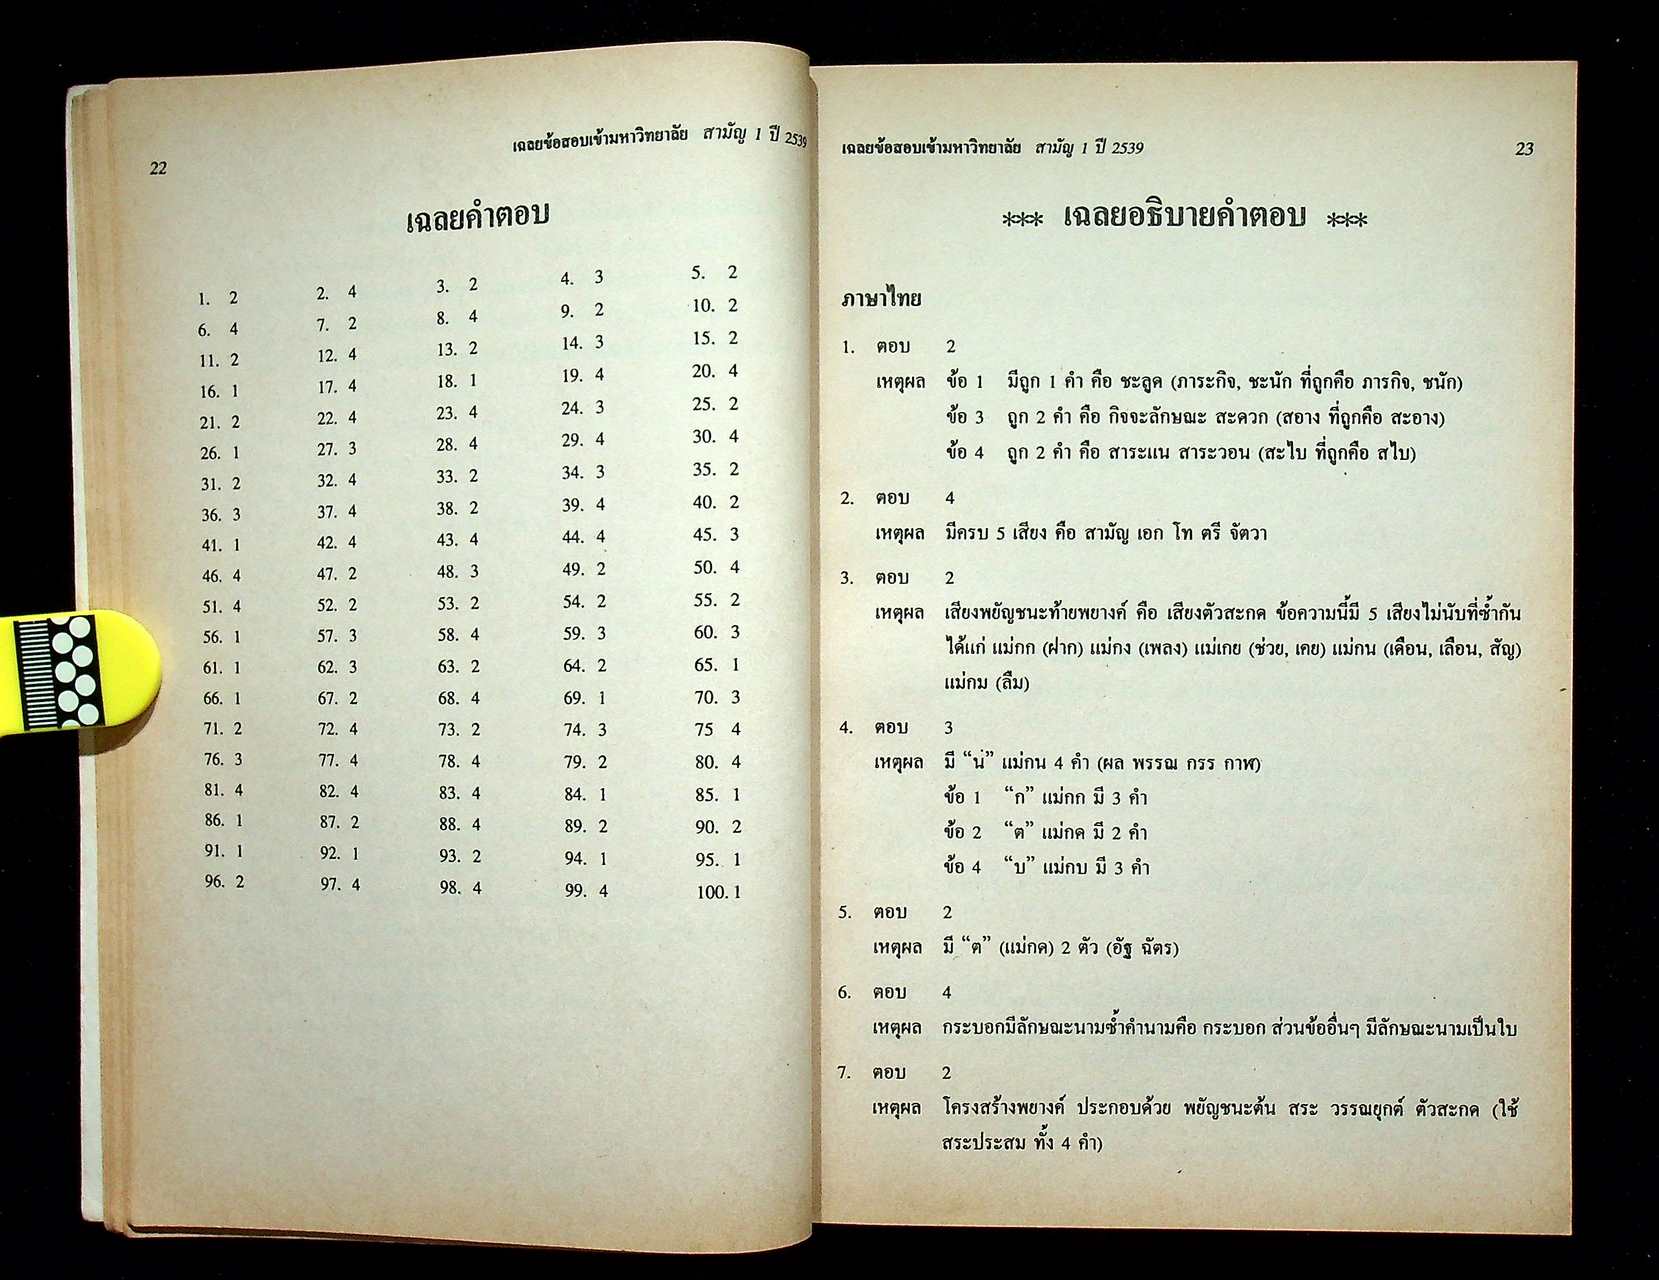 22
เฉลยข้อสอบเข้ามหาวิทยาลัย สามัญ 1 ปี 2539
เฉลยคำตอบ
1. 2 2. 4 3. 2 4. 3 5. 2
6. 4 7. 2 8. 4 9. 2 10. 2
11. 2 12. 4 13. 2 14. 3 15. 2
16. 1 17. 4 18. 1 19. 4 20. 4
21. 2 22. 4 23. 4 24. 3 25. 2
26. 1 27. 3 28. 4 29. 4 30. 4
31. 2 32. 4 33. 2 34. 3 35. 2
36. 3 37. 4 38. 2 39. 4 40. 2
41. 1 42. 4 43. 4 44. 4 45. 3
46. 4 47. 2 48. 3 49. 2 50. 4
51. 4 52. 2 53. 2 54. 2 55. 2
56. 1 57. 3 58. 4 59. 3 60. 3
61. 1 62. 3 63. 2 64. 2 65. 1
66. 1 67. 2 68. 4 69. 1 70. 3
71. 2 72. 4 73. 2 74. 3 75 4
76. 3 77. 4 78. 4 79. 2 80. 4
81. 4 82. 4 83. 4 84. 1 85. 1
86. 1 87. 2 88. 4 89. 2 90. 2
91. 1 92. 1 93. 2 94. 1 95. 1
96. 2 97. 4 98. 4 99. 4 100. 1
เฉลยข้อสอบเข้ามหาวิทยาลัย สามัญ 1 ปี 2539
23
*** เฉลยอธิบายคำตอบ ***
ภาษาไทย
1. ตอบ 2
เหตุผล ข้อ 1 มีถูก 1 คำ คือ ชะลูด (ภาระกิจ, ชะนัก ที่ถูกคือ ภารกิจ, ชนัก)
ข้อ 3 ถูก 2 คำ คือ กิจจะลักษณะ สะดวก (สอาง ที่ถูกคือ สะอาง)
ข้อ 4 ถูก 2 คำ คือ สาระแน สาระวอน (สะไบ ที่ถูกคือ สไบ)
2. ตอบ 4
เหตุผล มีครบ 5 เสียง คือ สามัญ เอก โท ตรี จัตวา
3. ตอบ 2
เหตุผล เสียงพยัญชนะท้ายพยางค์ คือ เสียงตัวสะกด ข้อความนี้มี 5 เสียงไม่นับที่ซ้ำกัน
ได้แก่ แม่กก (ฝาก) แม่กง (เพลง) แม่เกย (ช่วย, เคย) แม่กน (เดือน, เลือน, สัญ)
แม่กม (ลืม)
4. ตอบ 3
เหตุผล มี “น่” แม่กน 4 คำ (ผล พรรณ กรร กาฬ)
ข้อ 1 “ก” แม่กก มี 3 คำ
ข้อ 2 “ต” แม่กด มี 2 คำ
ข้อ 4 “บ” แม่กบ มี 3 คำ
5. ตอบ 2
เหตุผล มี “ต” (แม่กด) 2 ตัว (อัฐ ฉัตร)
6. ตอบ 4
เหตุผล กระบอกมีลักษณะนามซ้ำคำนามคือ กระบอก ส่วนข้ออื่นๆ มีลักษณะนามเป็นใบ
7. ตอบ 2
เหตุผล โครงสร้างพยางค์ ประกอบด้วย พยัญชนะต้น สระ วรรณยุกต์ ตัวสะกด (ใช้
สระประสม ทั้ง 4 คำ)